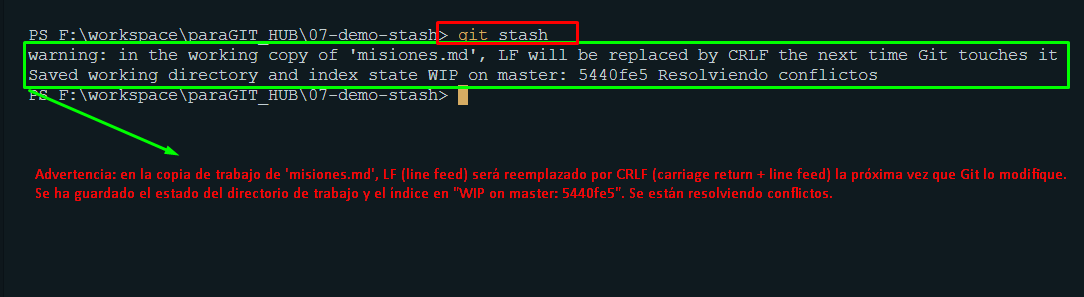 PS F:\workspace\paraGIT_HUB\07-demo-stash> git stash
warning: in the working copy of 'misiones.md', LF will be replaced by CRLF the next time Git touches it
Saved working directory and index state WIP on master: 5440fe5 Resolviendo conflictos
PS F:\workspace\paraGIT_HUB\07-demo-stash>
Advertencia: en la copia de trabajo de 'misiones.md', LF (line feed) será reemplazado por CRLF (carriage return + line feed) la próxima vez que Git lo modifique.
Se ha guardado el estado del directorio de trabajo y el índice en "WIP on master: 5440fe5". Se están resolviendo conflictos.